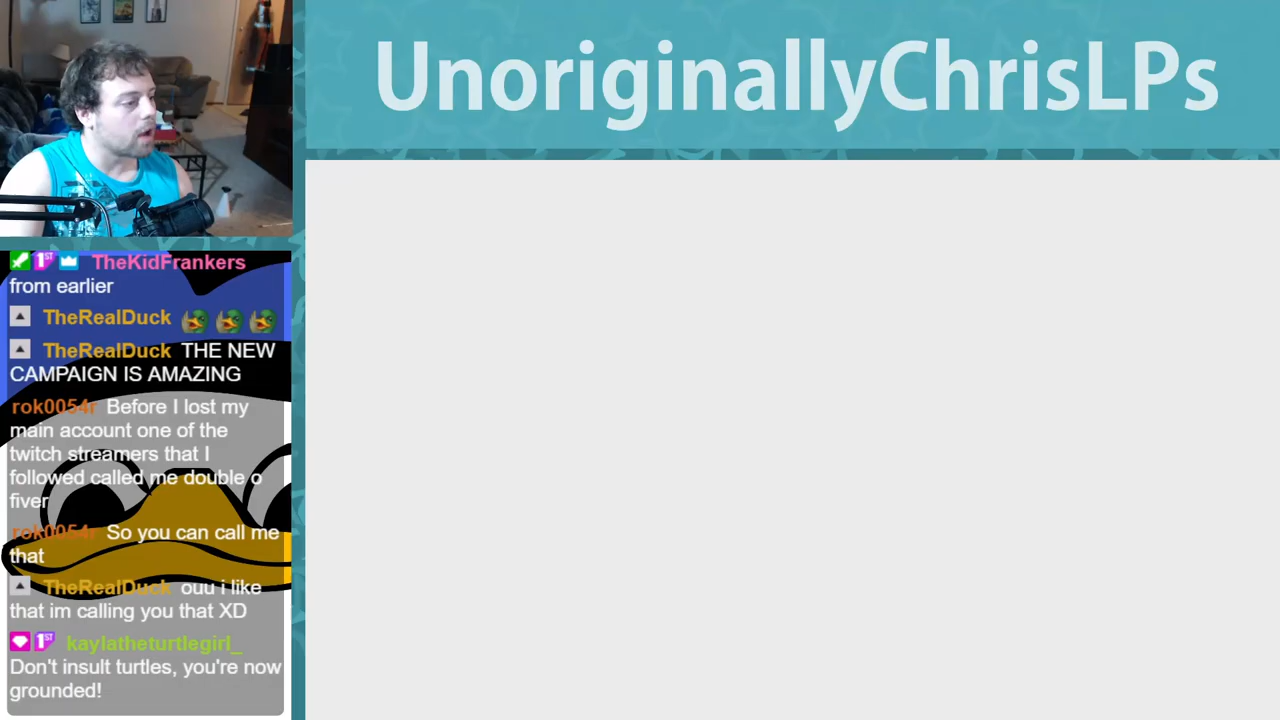 UnoriginallyChrisLPs
TheKidFrankers
from earlier
TheRealDuck
TheRealDuck THE NEW
CAMPAIGN IS AMAZING
rok0054r Before I lost my
main account one of the
twitch streamers that I
followed called me double o
fiver
rok0054r So you can call me
that
TheRealDuck ouu i like
that im calling you that XD
kaylatheturtlegirl_
Don't insult turtles, you're now
grounded!